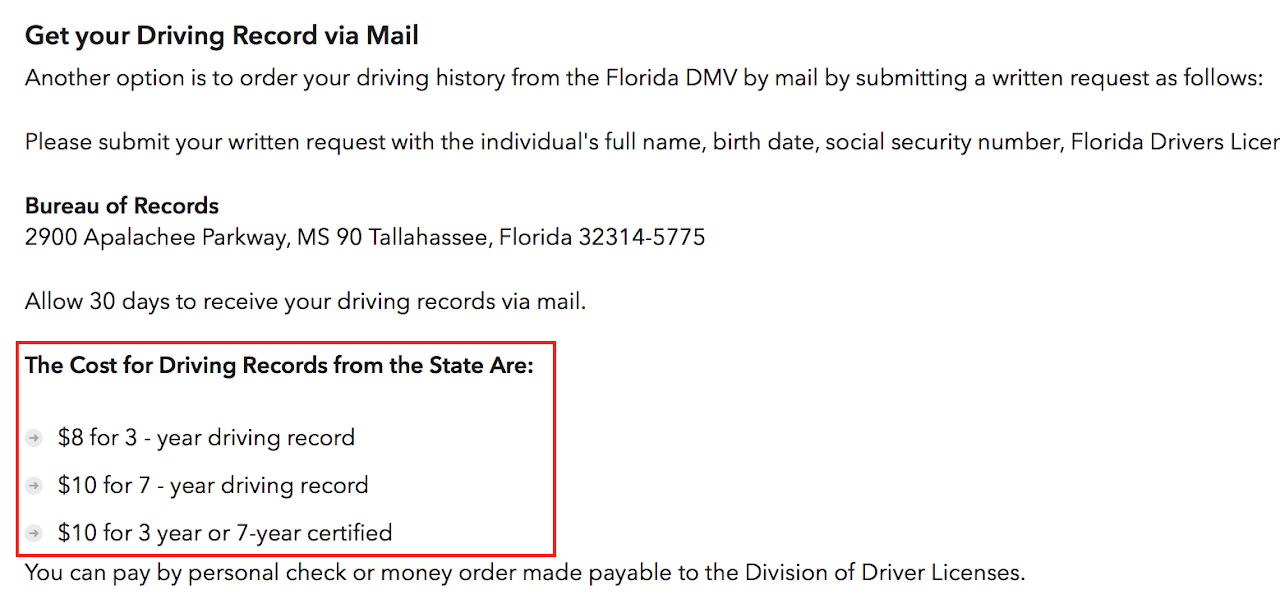 Get your Driving Record via Mail
Another option is to order your driving history from the Florida DMV by mail by submitting a written request as follows:
Please submit your written request with the individual's full name, birth date, social security number, Florida Drivers
Bureau of Records
2900 Apalachee Parkway, MS 90 Tallahassee, Florida 32314-5775
Allow 30 days to receive your driving records via mail.
The Cost for Driving Records from the State Are:
$8 for 3 - year driving record
$10 for 7 - year driving record
$10 for 3 year or 7-year certified
You can pay by personal check or money order made payable to the Division of Driver Licenses.